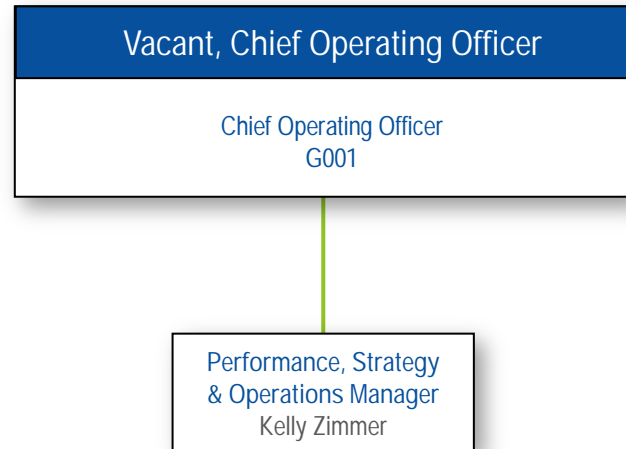 Vacant, Chief Operating Officer
Chief Operating Officer
G001
Performance, Strategy
& Operations Manager
Kelly Zimmer